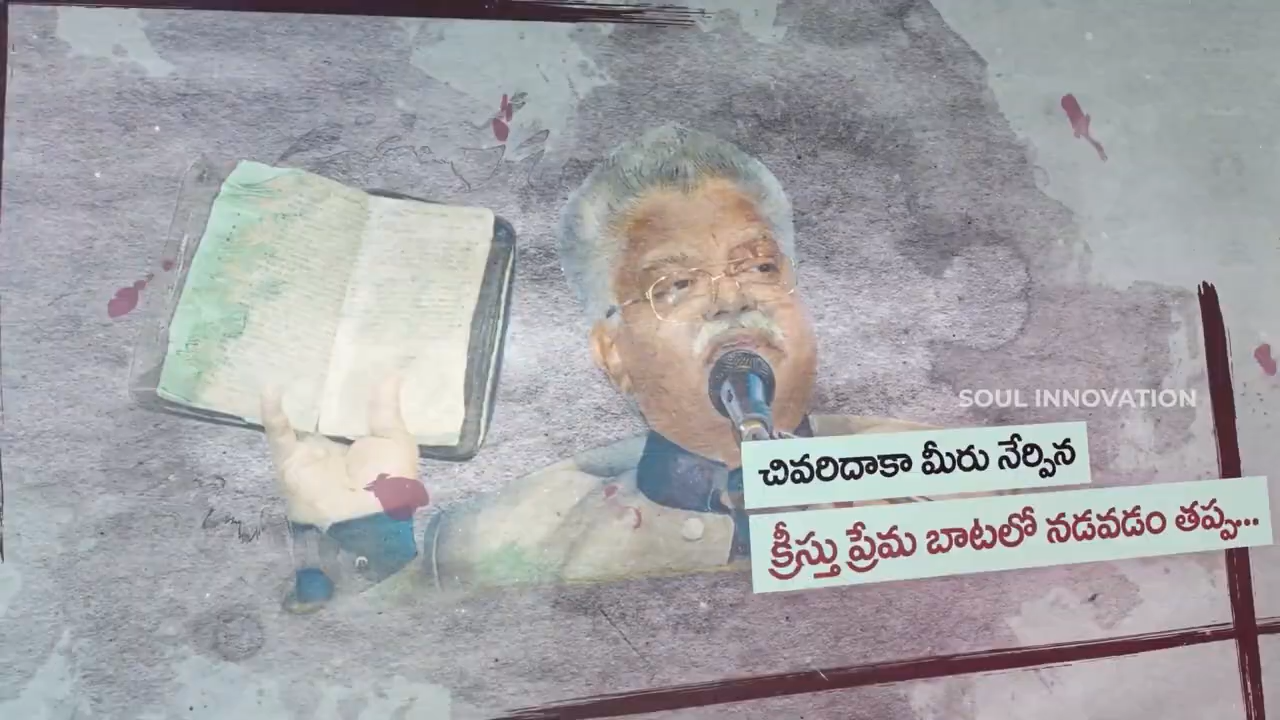 SOUL INNOVATION
చివరిదాకా మీరు నేర్పిన
క్రీస్తు ప్రేమ బాటలో నడవడం తప్ప...